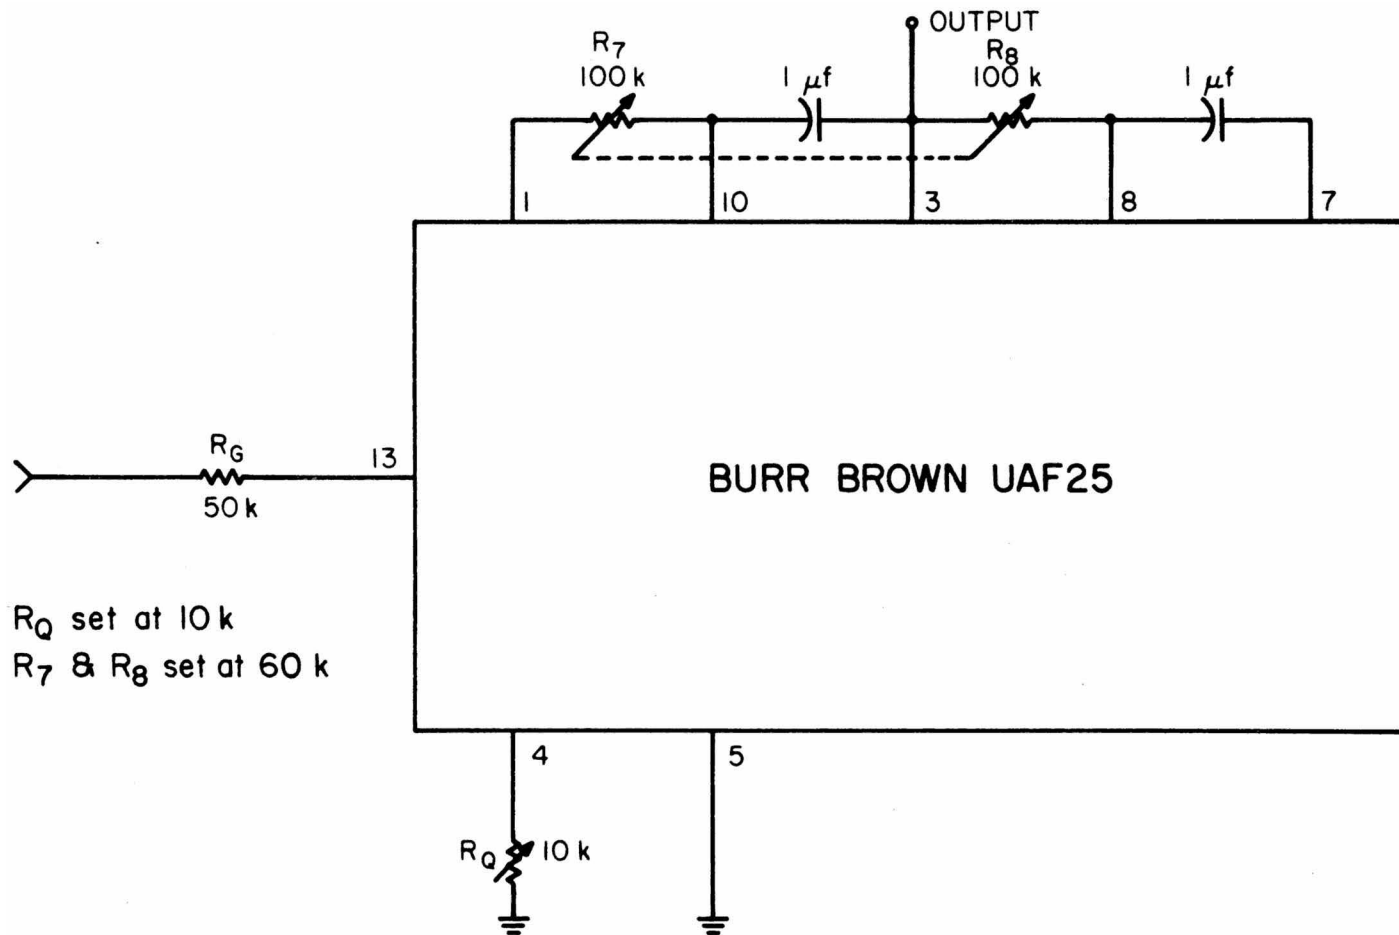 OUTPUT
R7
100 k
1 μf
R8
100 k
1 μf
1
10
3
8
7
RG
50 k
13
BURR BROWN UAF25
RQ set at 10 k
R7 & R8 set at 60 k
4
5
RQ
10 k